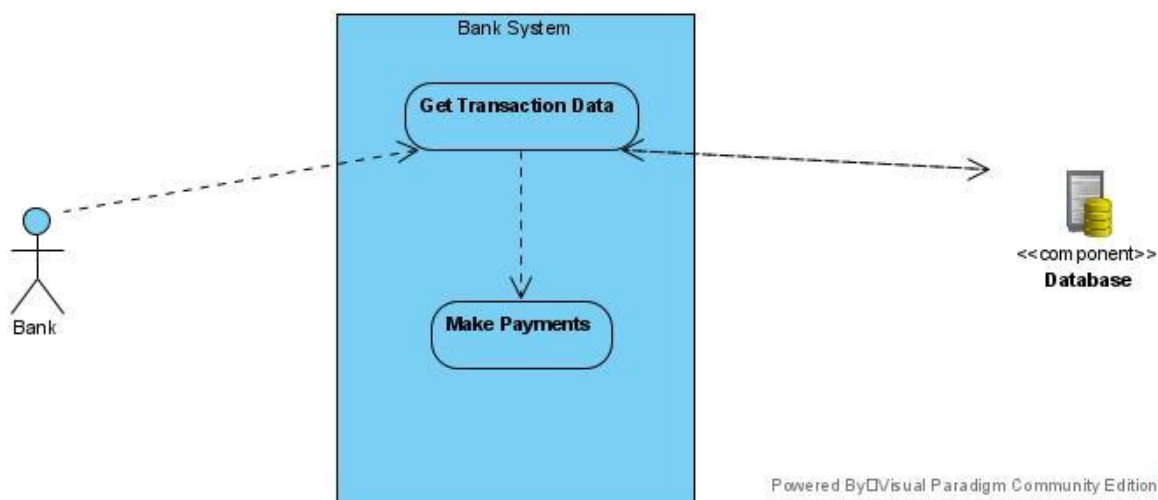 Bank System
Get Transaction Data
Bank
Make Payments
<<component>>
Database
Powered By□Visual Paradigm Community Edition